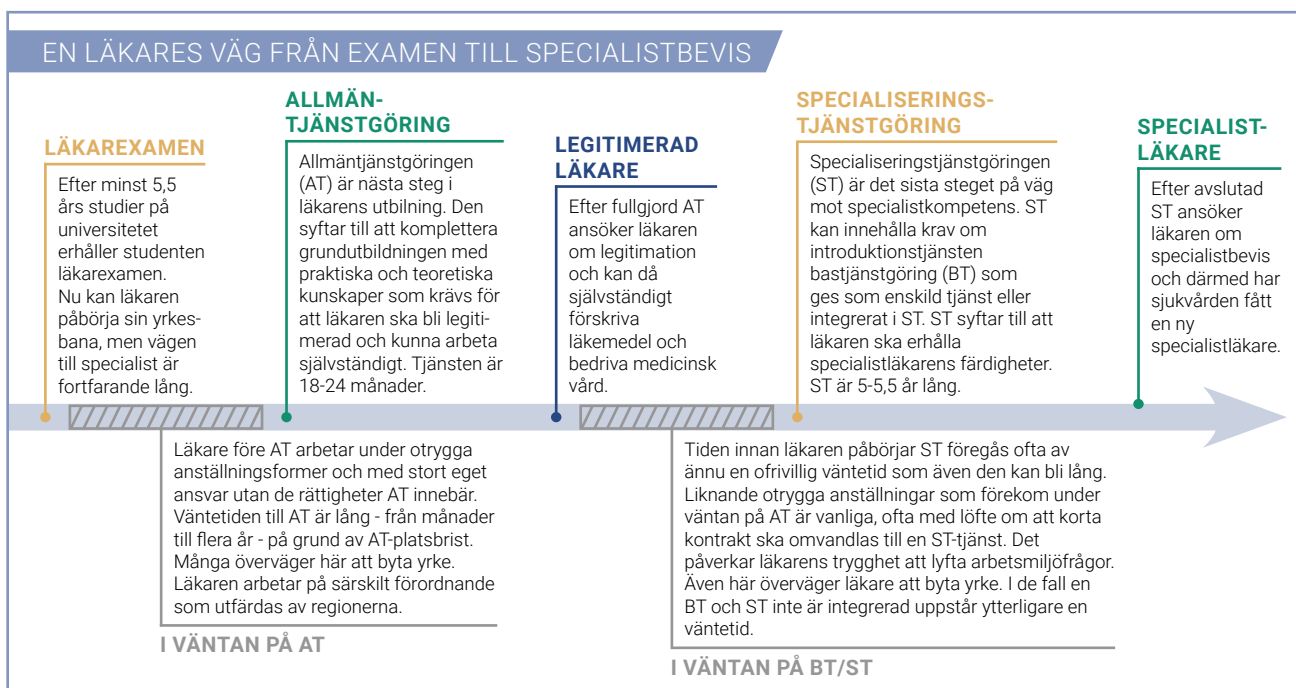 EN LÄKARES VÄG FRÅN EXAMEN TILL SPECIALISTBEVIS
LÄKAREXAMEN
Efter minst 5,5
års studier på
universitetet
erhåller studenten
läkarexamen.
Nu kan läkaren
påbörja sin yrkes-
bana, men vägen
till specialist är
fortfarande lång.
ALLMÄN-
TJÄNSTGÖRING
Allmäntjänstgöringen
(AT) är nästa steg i
läkarens utbilning. Den
syftar till att komplettera
grundutbildningen med
praktiska och teoretiska
kunskaper som krävs för
att läkaren ska bli legiti-
merad och kunna arbeta
självständigt. Tjänsten är
18-24 månader.
LEGITIMERAD
LÄKARE
Efter fullgjord AT
ansöker läkaren
om legitimation
och kan då
självständigt
förskriva
läkemedel och
bedriva medicinsk
vård.
SPECIALISERINGS-
TJÄNSTGÖRING
Specialiseringstjänstgöringen
(ST) är det sista steget på väg
mot specialistkompetens. ST
kan innehålla krav om
introduktionstjänsten
bastjänstgöring (BT) som
ges som enskild tjänst eller
integrerat i ST. ST syftar till att
läkaren ska erhålla
specialistläkarens färdigheter.
ST är 5-5,5 år lång.
SPECIALIST-
LÄKARE
Efter avslutad
ST ansöker
läkaren om
specialistbevis
och därmed har
sjukvården fått
en ny
specialistläkare.
Läkare före AT arbetar under otrygga
anställningsformer och med stort eget
ansvar utan de rättigheter AT innebär.
Väntetiden till AT är lång - från månader
till flera år - på grund av AT-platsbrist.
Många överväger här att byta yrke.
Läkaren arbetar på särskilt förordnande
som utfärdas av regionerna.
I VÄNTAN PÅ AT
Tiden innan läkaren påbörjar ST föregås ofta av
ännu en ofrivillig väntetid som även den kan bli lång.
Liknande otrygga anställningar som förekom under
väntan på AT är vanliga, ofta med löfte om att korta
kontrakt ska omvandlas till en ST-tjänst. Det
påverkar läkarens trygghet att lyfta arbetsmiljöfrågor.
Även här överväger läkare att byta yrke. I de fall en
BT och ST inte är integrerad uppstår ytterligare en
väntetid.
I VÄNTAN PÅ BT/ST